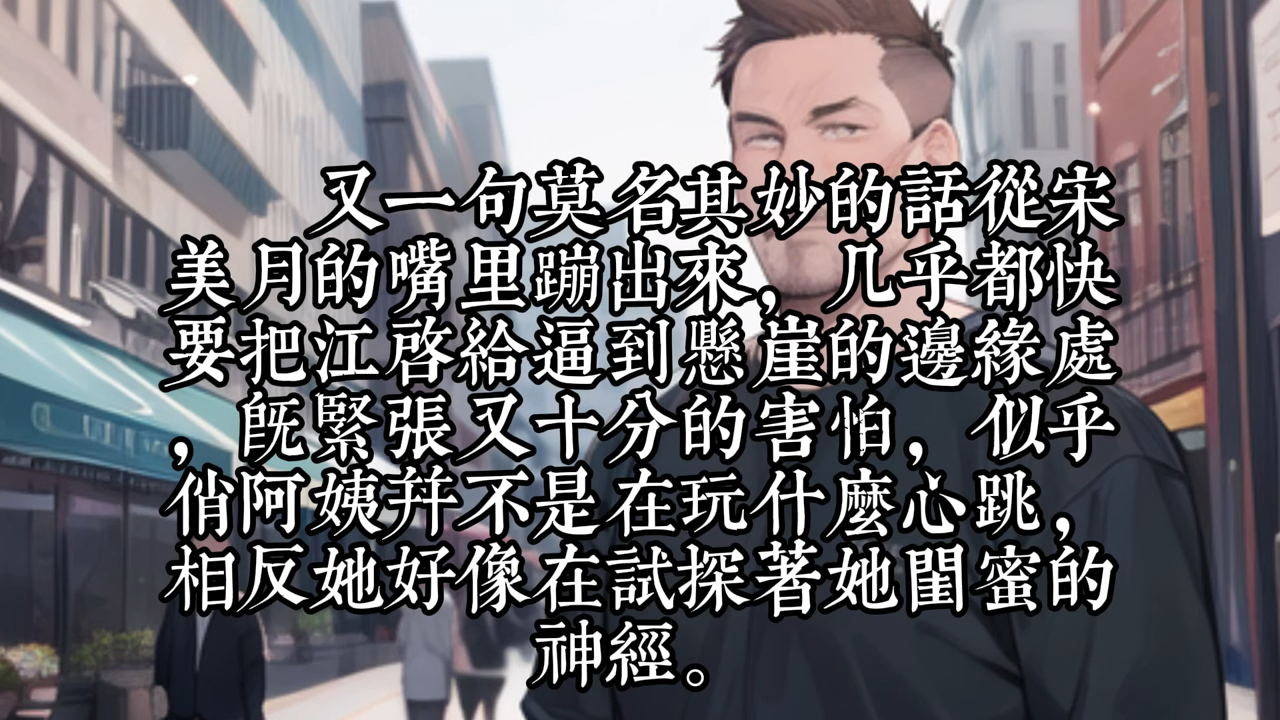 又一句莫名其妙的話從宋
美月的嘴里蹦出來，几乎都快
要把江啓給逼到懸崖的邊緣處
，旣緊張又十分的害怕，似乎
俏阿姨幷不是在玩什麼心跳，
相反她好像在試探著她閨蜜的
神經。